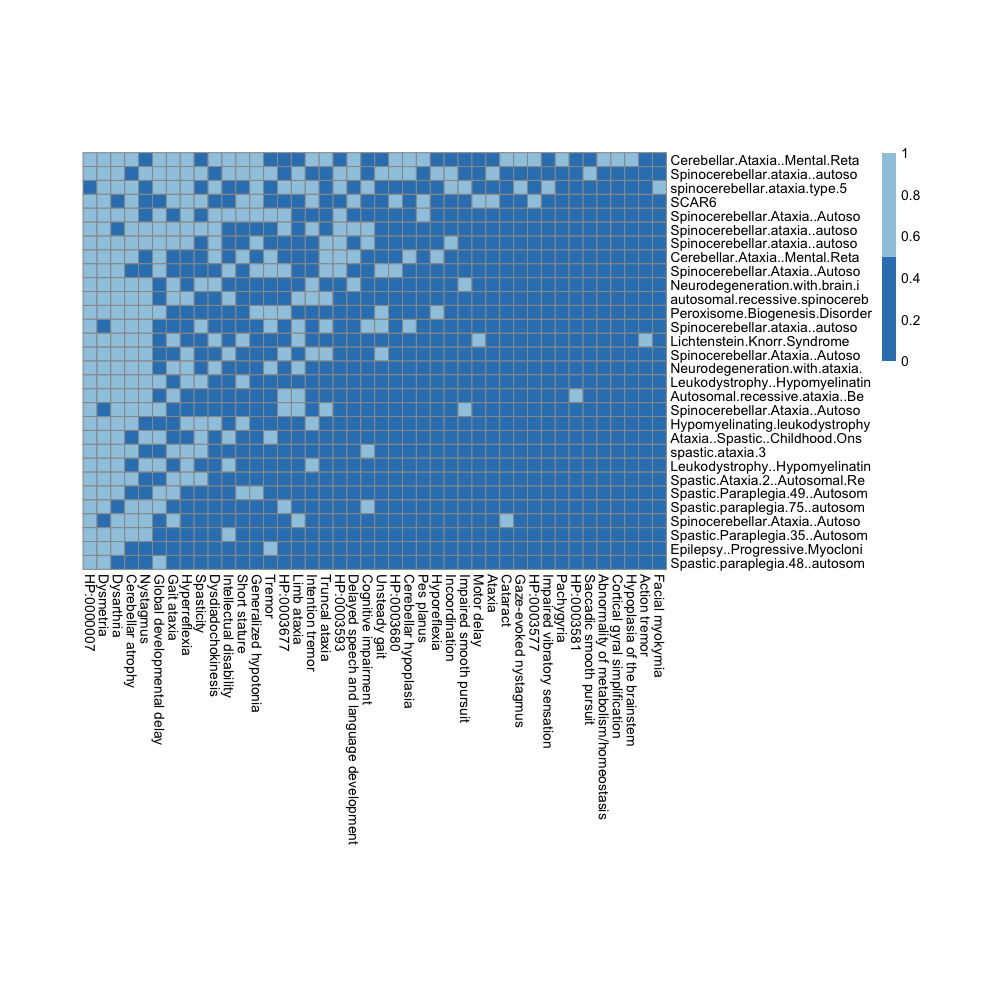 Cerebellar.Ataxia..Mental.Reta
Spinocerebellar.ataxia..autoso
spinocerebellar.ataxia.type.5
SCAR6
Spinocerebellar.Ataxia..Autoso
Spinocerebellar.ataxia..autoso
Spinocerebellar.ataxia..autoso
Cerebellar.Ataxia..Mental.Reta
Spinocerebellar.Ataxia..Autoso
Neurodegeneration.with.brain.i
autosomal.recessive.spinocereb
Peroxisome.Biogenesis.Disorder
Spinocerebellar.ataxia..autoso
Lichtenstein.Knorr.Syndrome
Spinocerebellar.Ataxia..Autoso
Neurodegeneration.with.ataxia.
Leukodystrophy..Hypomyelinatin
Autosomal.recessive.ataxia..Be
Spinocerebellar.Ataxia..Autoso
Hypomyelinating.leukodystrophy
Ataxia..Spastic..Childhood.Ons
spastic.ataxia.3
Leukodystrophy..Hypomyelinatin
Spastic.Ataxia.2..Autosomal.Re
Spastic.Paraplegia.49..Autosom
Spastic.paraplegia.75..autosom
Spinocerebellar.Ataxia..Autoso
Spastic.Paraplegia.35..Autosom
Epilepsy..Progressive.Myocloni
Spastic.paraplegia.48..autosom
1
0.8
0.6
0.4
0.2
0
HP:0000007
Dysmetria
Dysarthria
Cerebellar atrophy
Nystagmus
Global developmental delay
Gait ataxia
Hyperreflexia
Spasticity
Dysdiadochokinesis
Intellectual disability
Short stature
Generalized hypotonia
Tremor
HP:0003677
Limb ataxia
Intention tremor
Truncal ataxia
HP:0003593
Delayed speech and language development
Cognitive impairment
Unsteady gait
HP:0003680
Cerebellar hypoplasia
Pes planus
Hyporeflexia
Incoordination
Impaired smooth pursuit
Motor delay
Ataxia
Cataract
Gaze-evoked nystagmus
HP:0003577
Impaired vibratory sensation
Pachygyria
HP:0003581
Saccadic smooth pursuit
Abnormality of metabolism/homeostasis
Cortical gyral simplification
Hypoplasia of the brainstem
Action tremor
Facial myokymia